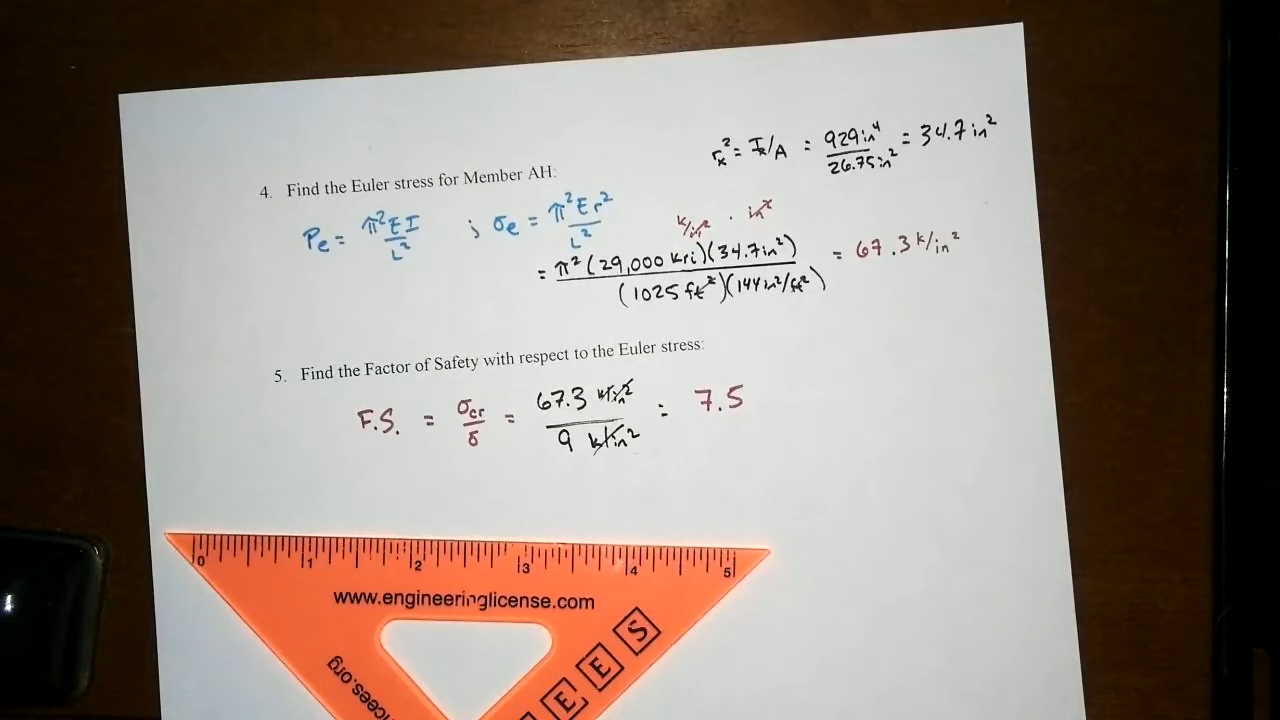 rₓ² = Iₓ/A = 929 in⁴ / 26.75 in² = 34.7 in²
4. Find the Euler stress for Member AH:
Pe = π²EI / L² ; σe = π²Er² / L²
k/in² · in²
= π² (29,000 ksi)(34.7 in²) / (1025 ft²)(144 in²/ft²) = 67.3 k/in²
5. Find the Factor of Safety with respect to the Euler stress:
F.S. = σcr / σ = 67.3 k/in² / 9 k/in² = 7.5
0 1 2 3 4 5
www.engineeringlicense.com
EES
ncees.org